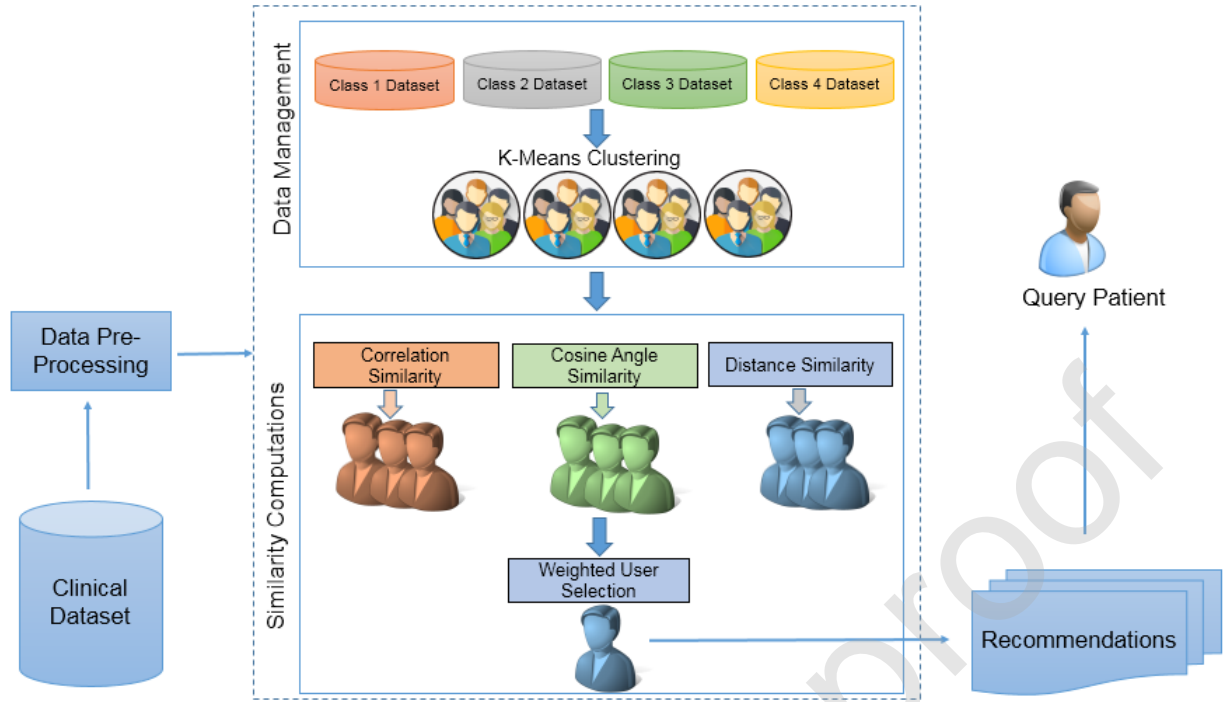 Data Management
Class 1 Dataset
Class 2 Dataset
Class 3 Dataset
Class 4 Dataset
K-Means Clustering
Query Patient
Data Pre-
Processing
Similarity Computations
Correlation
Similarity
Cosine Angle
Similarity
Distance Similarity
Clinical
Dataset
Weighted User
Selection
Recommendations
proof